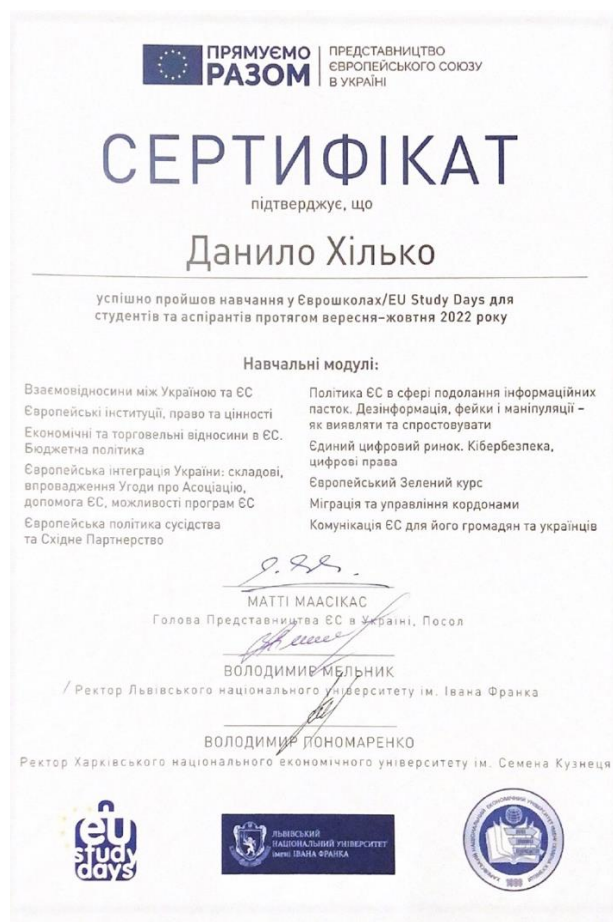 ПРЯМУЄМО
РАЗОМ
ПРЕДСТАВНИЦТВО
ЄВРОПЕЙСЬКОГО СОЮЗУ
В УКРАЇНІ
СЕРТИФІКАТ
підтверджує, що
Данило Хілько
успішно пройшов навчання у Єврошколах/EU Study Days для
студентів та аспірантів протягом вересня–жовтня 2022 року
Навчальні модулі:
Взаємовідносини між Україною та ЄС
Європейські інституції, право та цінності
Економічні та торговельні відносини в ЄС.
Бюджетна політика
Європейська інтеграція України: складові,
впровадження Угоди про Асоціацію,
допомога ЄС, можливості програм ЄС
Європейська політика сусідства
та Східне Партнерство
Політика ЄС в сфері подолання інформаційних
пасток. Дезінформація, фейки і маніпуляції –
як виявляти та спростовувати
Єдиний цифровий ринок. Кібербезпека,
цифрові права
Європейський Зелений курс
Міграція та управління кордонами
Комунікація ЄС для його громадян та українців
МАТТІ МААСІКАС
Голова Представництва ЄС в Україні, Посол
ВОЛОДИМИР МЕЛЬНИК
/ Ректор Львівського національного університету ім. Івана Франка
ВОЛОДИМИР ПОНОМАРЕНКО
Ректор Харківського національного економічного університету ім. Семена Кузнеця
eu
study
days
ЛЬВІВСЬКИЙ
НАЦІОНАЛЬНИЙ УНІВЕРСИТЕТ
імені ІВАНА ФРАНКА